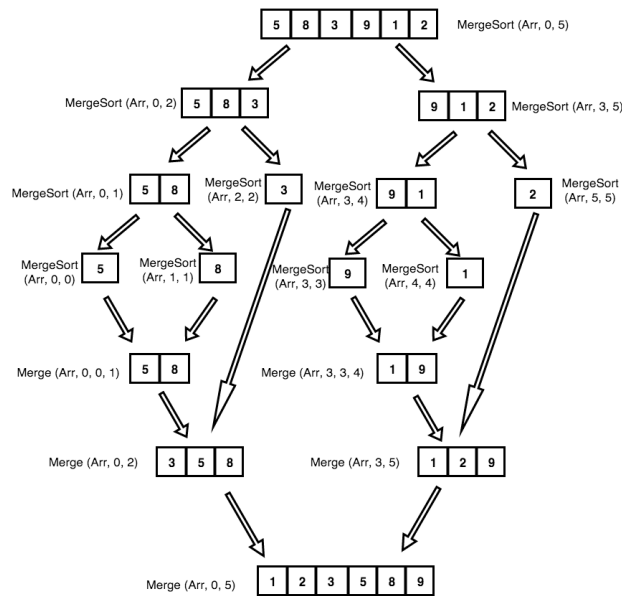 5 8 3 9 1 2 MergeSort (Arr, 0, 5)
MergeSort (Arr, 0, 2) 5 8 3
9 1 2 MergeSort (Arr, 3, 5)
MergeSort (Arr, 0, 1) 5 8
MergeSort
(Arr, 2, 2)
3
MergeSort
(Arr, 3, 4)
9 1
2
MergeSort
(Arr, 5, 5)
MergeSort
(Arr, 0, 0)
5
MergeSort
(Arr, 1, 1)
8
MergeSort
(Arr, 3, 3)
9
MergeSort
(Arr, 4, 4)
1
Merge (Arr, 0, 0, 1) 5 8
Merge (Arr, 3, 3, 4) 1 9
Merge (Arr, 0, 2) 3 5 8
Merge (Arr, 3, 5) 1 2 9
Merge (Arr, 0, 5) 1 2 3 5 8 9